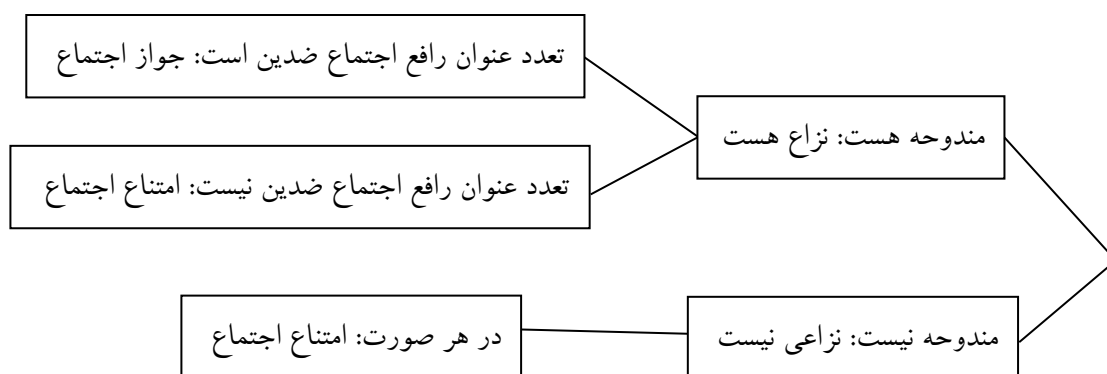 مندوحه هست: نزاع هست
تعدد عنوان رافع اجتماع ضدین است: جواز اجتماع
تعدد عنوان رافع اجتماع ضدین نیست: امتناع اجتماع
مندوحه نیست: نزاعی نیست
در هر صورت: امتناع اجتماع